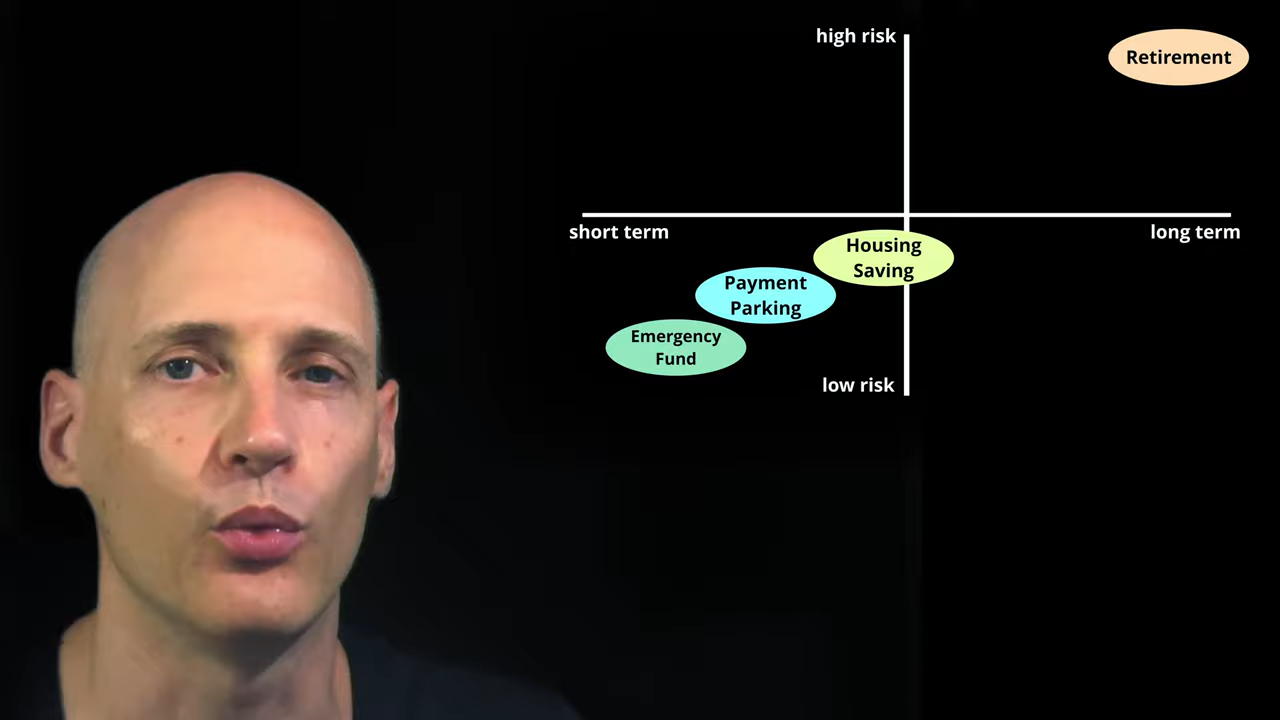 high risk
Retirement
short term
long term
Housing
Saving
Payment
Parking
Emergency
Fund
low risk